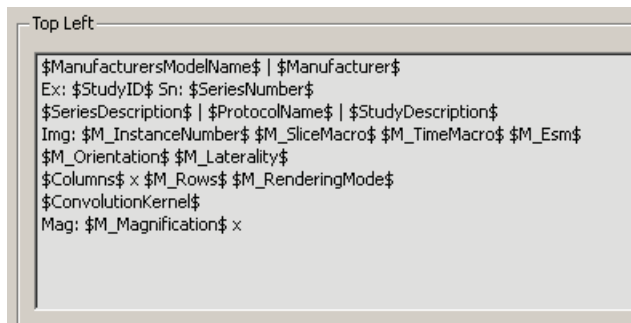 Top Left
$ManufacturersModelName$ | $Manufacturer$
Ex: $StudyID$ Sn: $SeriesNumber$
$SeriesDescription$ | $ProtocolName$ | $StudyDescription$
Img: $M_InstanceNumber$ $M_SliceMacro$ $M_TimeMacro$ $M_Esm$
$M_Orientation$ $M_Laterality$
$Columns$ x $M_Rows$ $M_RenderingMode$
$ConvolutionKernel$
Mag: $M_Magnification$ x